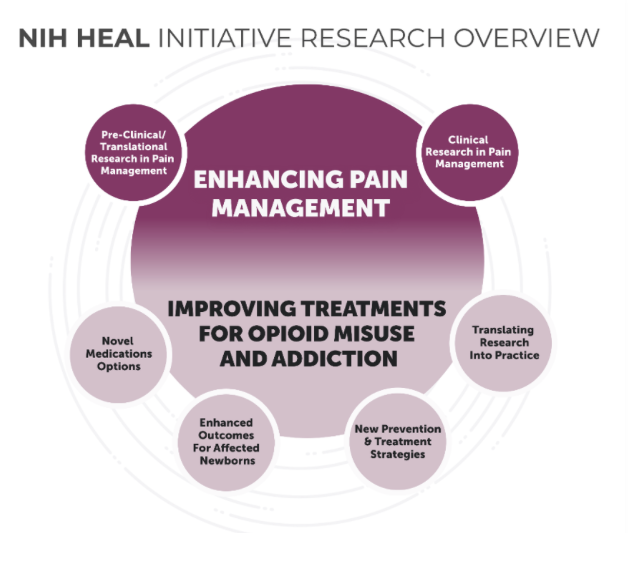 NIH HEAL INITIATIVE RESEARCH OVERVIEW
Pre-Clinical/
Translational
Research in Pain
Management
Clinical
Research in Pain
Management
ENHANCING PAIN
MANAGEMENT
IMPROVING TREATMENTS
FOR OPIOID MISUSE
AND ADDICTION
Novel
Medications
Options
Translating
Research
Into Practice
Enhanced
Outcomes
For Affected
Newborns
New Prevention
& Treatment
Strategies